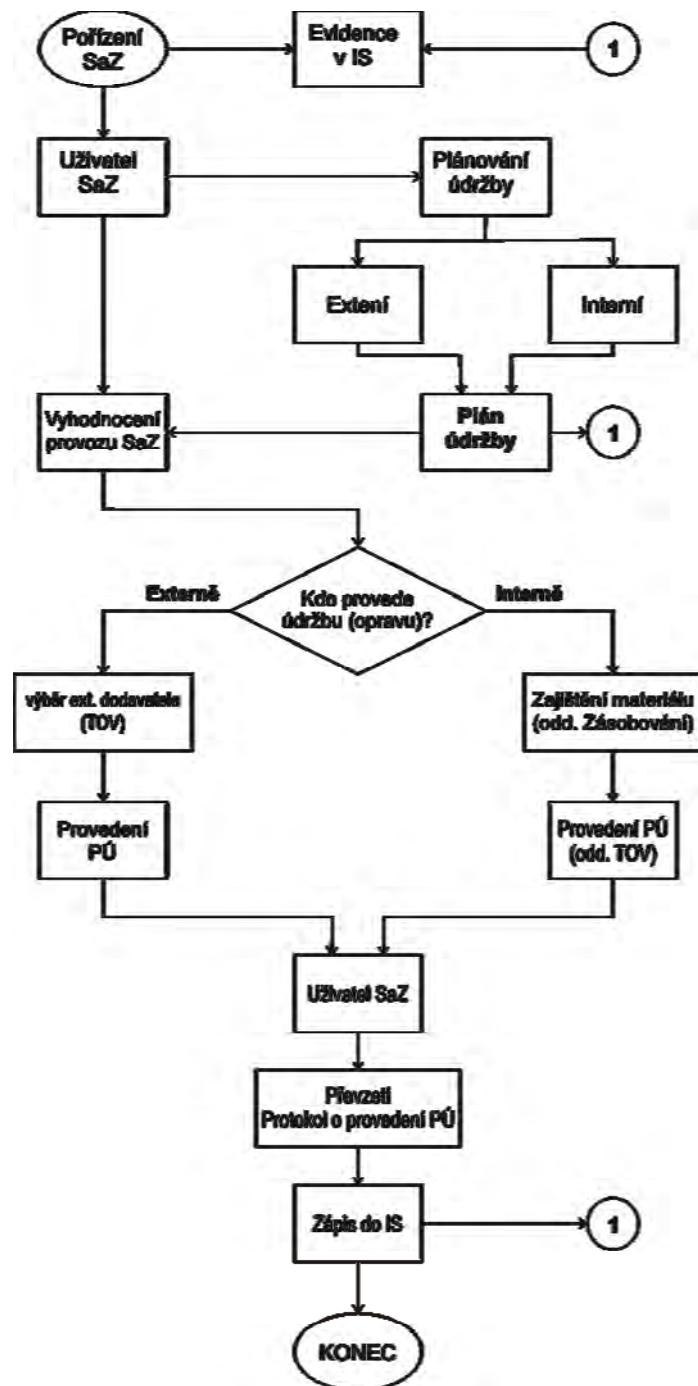 Pořízení
SaZ
Evidence
v IS
1
Uživatel
SaZ
Plánování
údržby
Extení
Interní
Vyhodnocení
provozu SaZ
Plán
údržby
1
Externě
Kdo provede
údržbu (opravu)?
Interně
výběr ext. dodavatele
(TOV)
Zajištění materiálu
(odd. Zásobování)
Provedení
PÚ
Provedení PÚ
(odd. TOV)
Uživatel SaZ
Převzetí
Protokol o provedení PÚ
Zápis do IS
1
KONEC